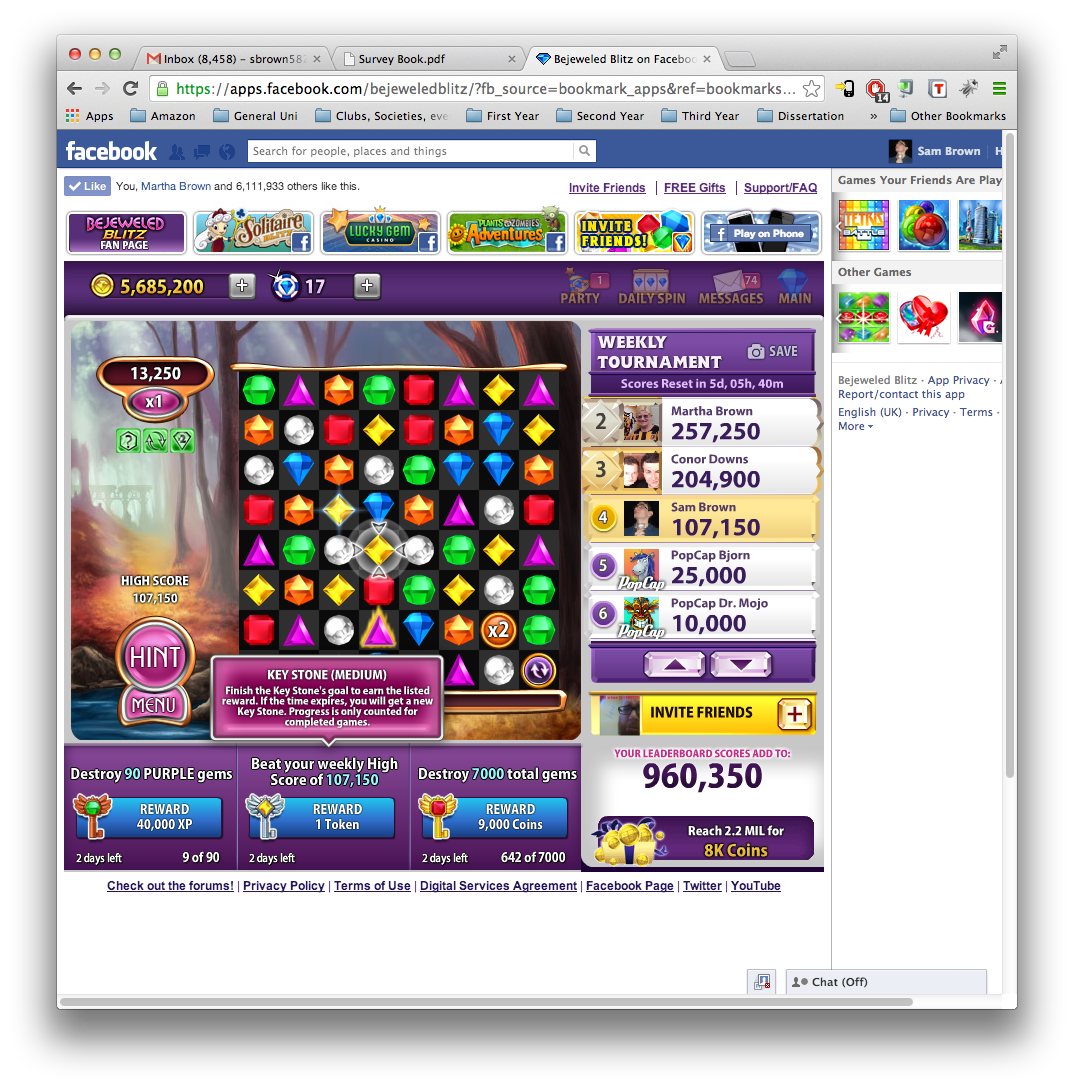 Inbox (8,458) – sbrown582
Survey Book.pdf
Bejeweled Blitz on Faceboo
https://apps.facebook.com/bejeweledblitz/?fb_source=bookmark_apps&ref=bookmarks...
14
Apps
Amazon
General Uni
Clubs, Societies, eve
First Year
Second Year
Third Year
Dissertation
»
Other Bookmarks
facebook
Search for people, places and things
Sam Brown
H
Like
You, Martha Brown and 6,111,933 others like this.
Invite Friends | FREE Gifts | Support/FAQ
BEJEWELED
BLITZ
FAN PAGE
Solitaire
BLITZ
LUCKY GEM
CASINO
PLANTS VS ZOMBIES
Adventures
INVITE
FRIENDS!
Play on Phone
5,685,200
17
1
PARTY
DAILY SPIN
74
MESSAGES
MAIN
13,250
x1
HIGH SCORE
107,150
HINT
MENU
x2
KEY STONE (MEDIUM)
Finish the Key Stone's goal to earn the listed
reward. If the time expires, you will get a new
Key Stone. Progress is only counted for
completed games.
WEEKLY
TOURNAMENT
SAVE
Scores Reset in 5d, 05h, 40m
2
Martha Brown
257,250
3
Conor Downs
204,900
4
Sam Brown
107,150
5
PopCap
PopCap Bjorn
25,000
6
PopCap
PopCap Dr. Mojo
10,000
INVITE FRIENDS
YOUR LEADERBOARD SCORES ADD TO:
960,350
Reach 2.2 MIL for
8K Coins
Destroy 90 PURPLE gems
REWARD
40,000 XP
2 days left
9 of 90
Beat your weekly High
Score of 107,150
REWARD
1 Token
2 days left
Destroy 7000 total gems
REWARD
9,000 Coins
2 days left
642 of 7000
Check out the forums! | Privacy Policy | Terms of Use | Digital Services Agreement | Facebook Page | Twitter | YouTube
Games Your Friends Are Play
TETRIS
BATTLE
Other Games
Bejeweled Blitz · App Privacy ·
Report/contact this app
English (UK) · Privacy · Terms ·
More
Chat (Off)